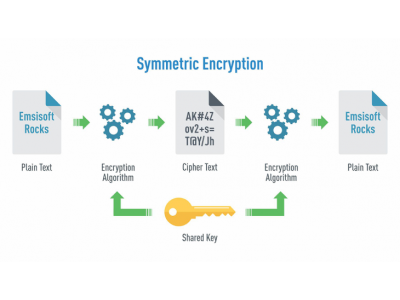 Symmetric Encryption
Emsisoft
Rocks
AK#4Z
ov2+s=
T@Y/Jh
Emsisoft
Rocks
Plain Text
Encryption
Algorithm
Cipher Text
Encryption
Algorithm
Plain Text
Shared Key